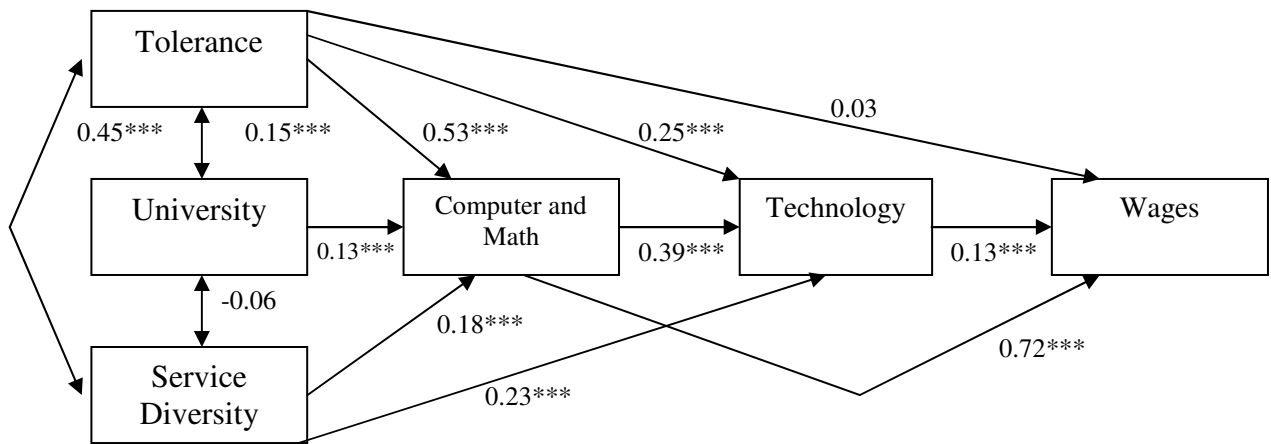 Tolerance
0.03
0.45***
0.15***
0.53***
0.25***
University
Computer and
Math
Technology
Wages
0.13***
0.39***
0.13***
-0.06
0.18***
0.72***
Service
Diversity
0.23***